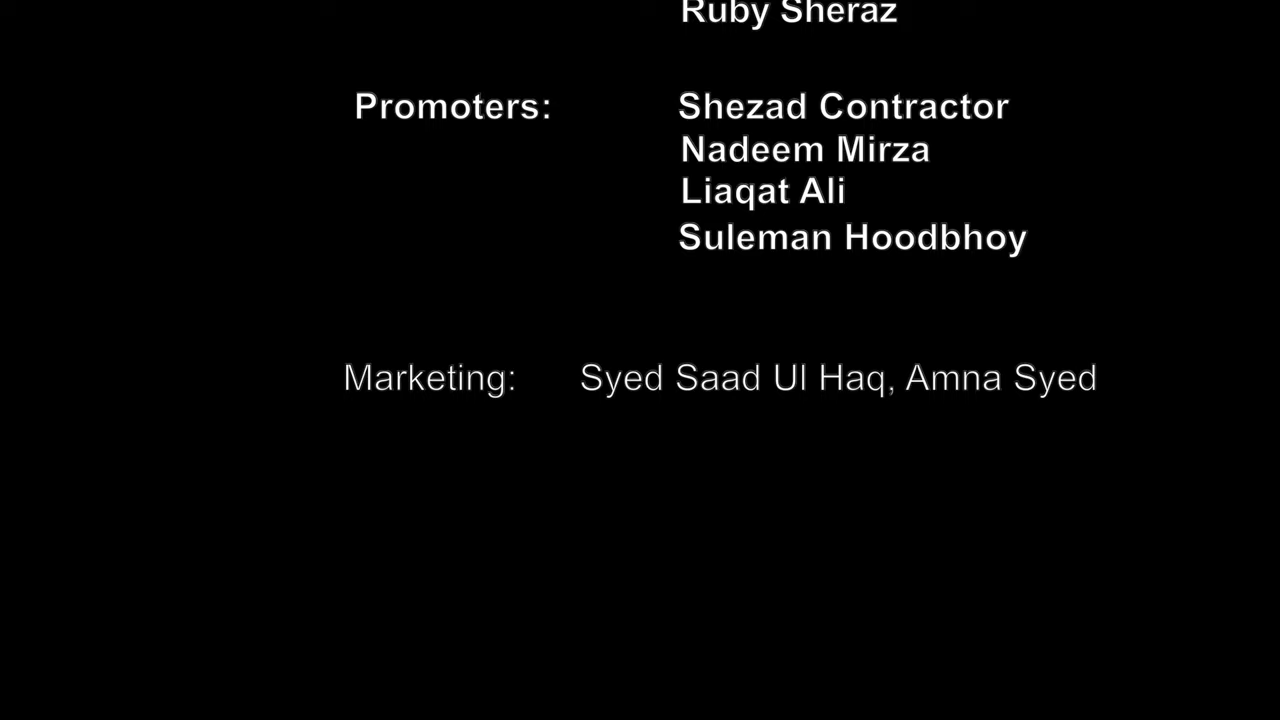 Ruby Sheraz
Promoters: Shezad Contractor
Nadeem Mirza
Liaqat Ali
Suleman Hoodbhoy
Marketing: Syed Saad Ul Haq, Amna Syed